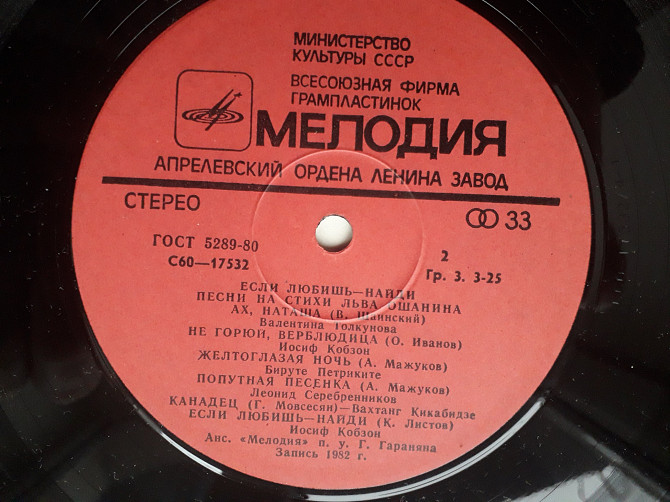 МИНИСТЕРСТВО
КУЛЬТУРЫ СССР
ВСЕСОЮЗНАЯ ФИРМА
ГРАМПЛАСТИНОК
МЕЛОДИЯ
АПРЕЛЕВСКИЙ ОРДЕНА ЛЕНИНА ЗАВОД
СТЕРЕО 33
ГОСТ 5289-80 2
С60—17532 Гр. 3. 3-25
ЕСЛИ ЛЮБИШЬ—НАЙДИ
ПЕСНИ НА СТИХИ ЛЬВА ОШАНИНА
АХ, НАТАША (В. Шаинский)
Валентина Толкунова
НЕ ГОРЮЙ, ВЕРБЛЮДИЦА (О. Иванов)
Иосиф Кобзон
ЖЕЛТОГЛАЗАЯ НОЧЬ (А. Мажуков)
Бируте Петриките
ПОПУТНАЯ ПЕСЕНКА (А. Мажуков)
Леонид Серебренников
КАНАДЕЦ (Г. Мовсесян)—Вахтанг Кикабидзе
ЕСЛИ ЛЮБИШЬ—НАЙДИ (К. Листов)
Иосиф Кобзон
Анс. «Мелодия» п. у. Г. Гараняна
Запись 1982 г.